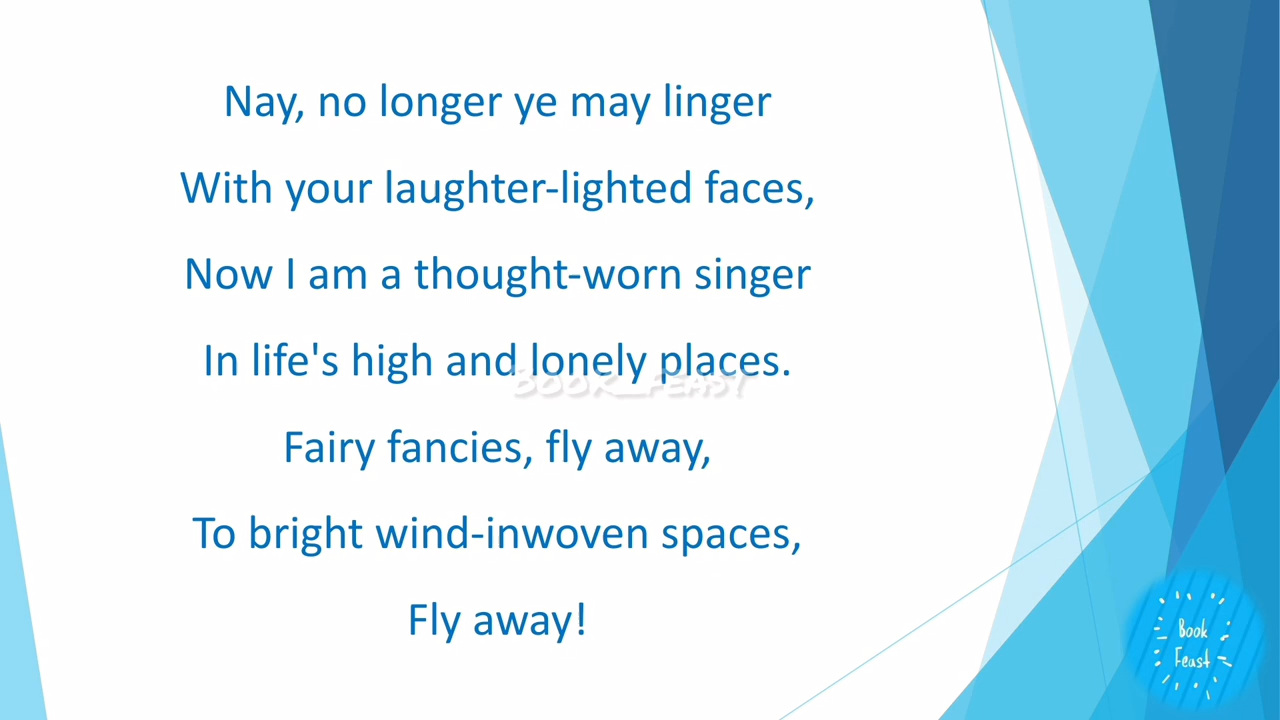 Nay, no longer ye may linger
With your laughter-lighted faces,
Now I am a thought-worn singer
In life's high and lonely places.
BOOK_FEAST
Fairy fancies, fly away,
To bright wind-inwoven spaces,
Fly away!
Book
Feast